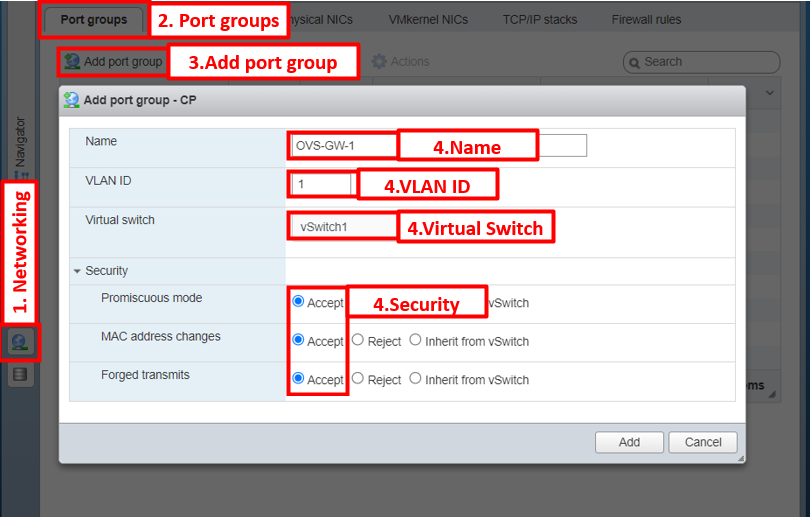 Port groups
2. Port groups
hysical NICs
VMkernel NICs
TCP/IP stacks
Firewall rules
Add port group
3.Add port group
Actions
Search
Navigator
1. Networking
Add port group - CP
Name
OVS-GW-1
4.Name
VLAN ID
1
4.VLAN ID
Virtual switch
vSwitch1
4.Virtual Switch
Security
Promiscuous mode
Accept
4.Security
vSwitch
MAC address changes
Accept Reject Inherit from vSwitch
Forged transmits
Accept Reject Inherit from vSwitch
ms
Add Cancel